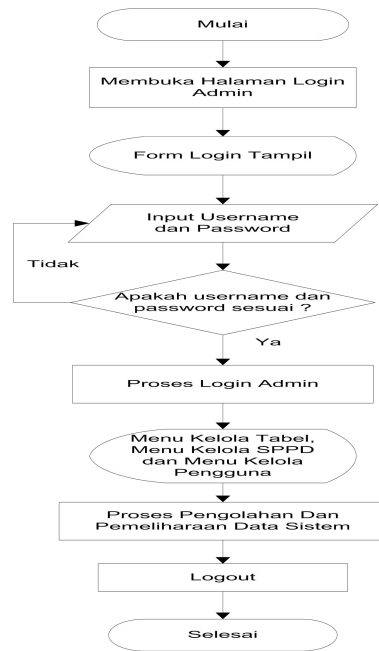 Mulai
Membuka Halaman Login
Admin
Form Login Tampil
Input Username
dan Password
Tidak
Apakah username dan
password sesuai ?
Ya
Proses Login Admin
Menu Kelola Tabel,
Menu Kelola SPPD
dan Menu Kelola
Pengguna
Proses Pengolahan Dan
Pemeliharaan Data Sistem
Logout
Selesai